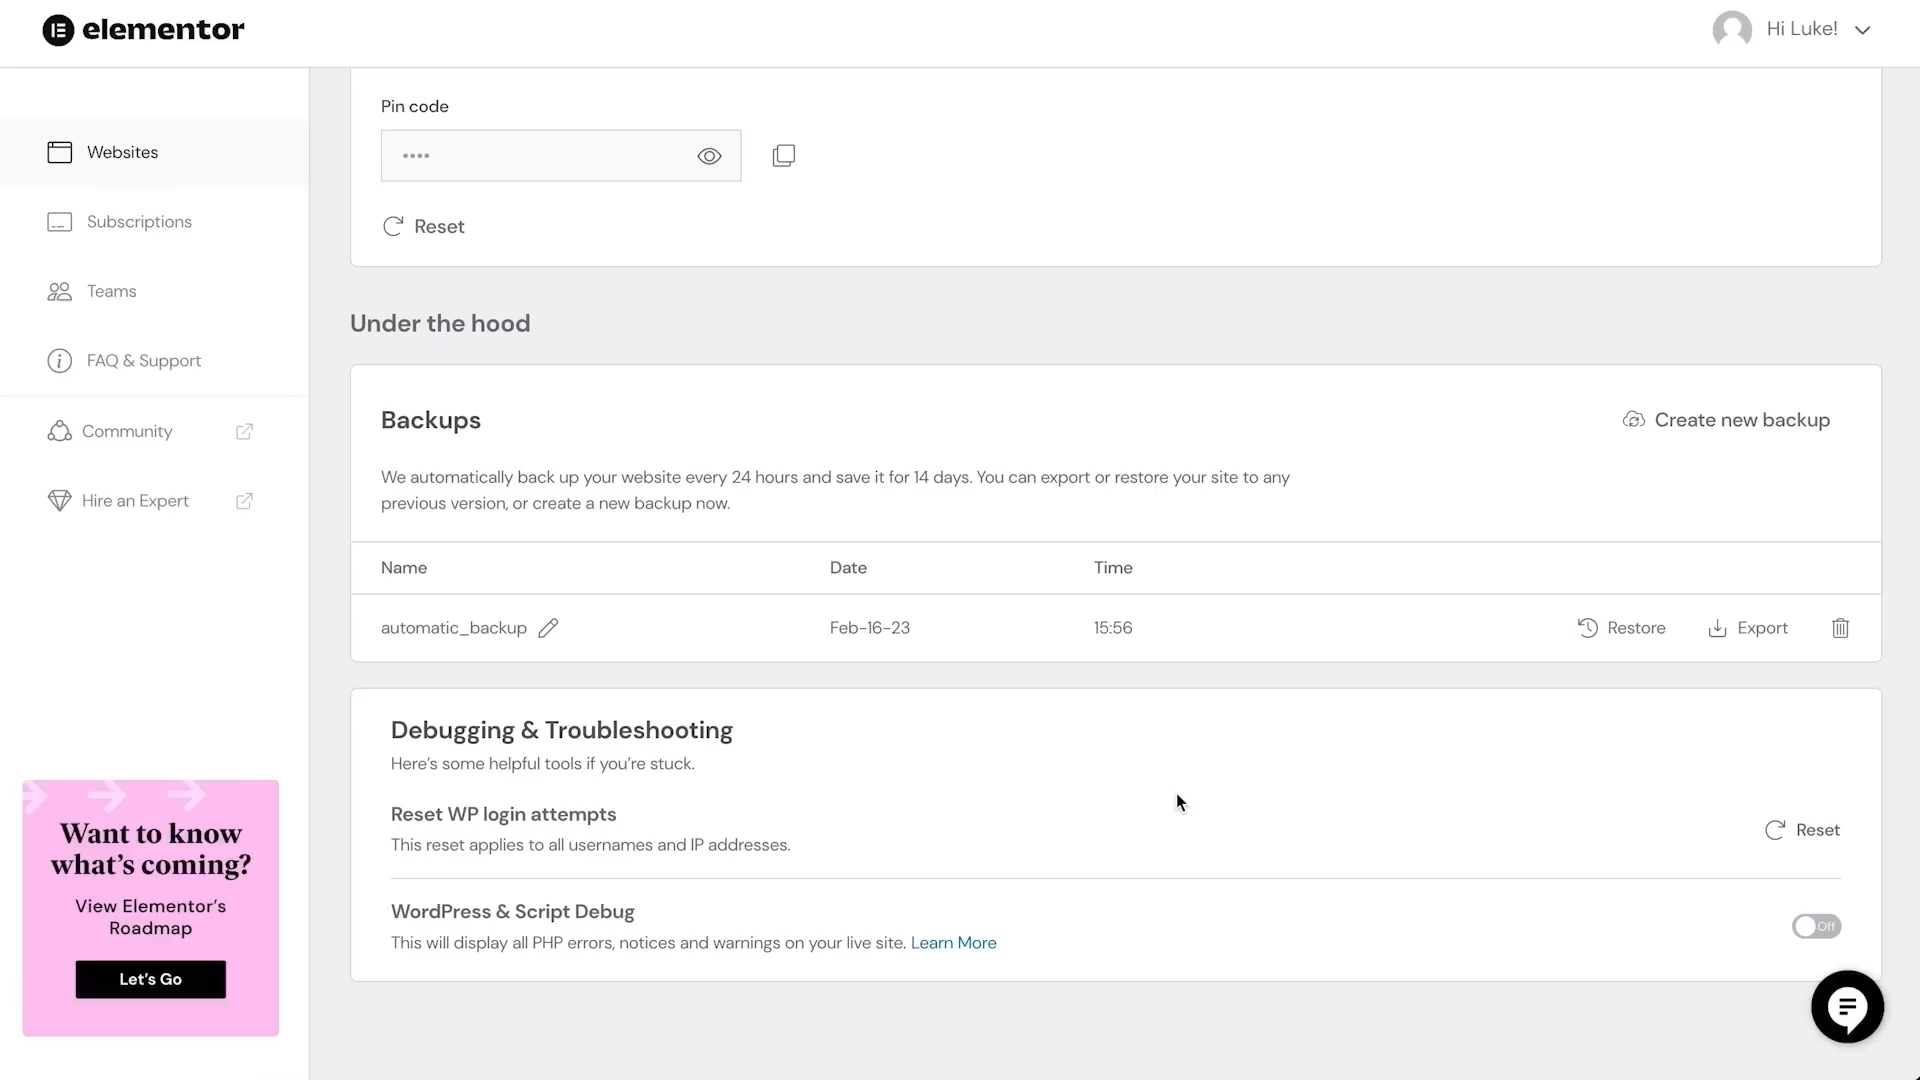 elementor
Hi Luke!
Websites
Subscriptions
Teams
FAQ & Support
Community
Hire an Expert
Want to know
what's coming?
View Elementor's
Roadmap
Let's Go
Pin code
••••
Reset
Under the hood
Backups
Create new backup
We automatically back up your website every 24 hours and save it for 14 days. You can export or restore your site to any
previous version, or create a new backup now.
Name Date Time
automatic_backup Feb-16-23 15:56 Restore Export
Debugging & Troubleshooting
Here's some helpful tools if you're stuck.
Reset WP login attempts
This reset applies to all usernames and IP addresses.
Reset
WordPress & Script Debug
This will display all PHP errors, notices and warnings on your live site. Learn More
Off